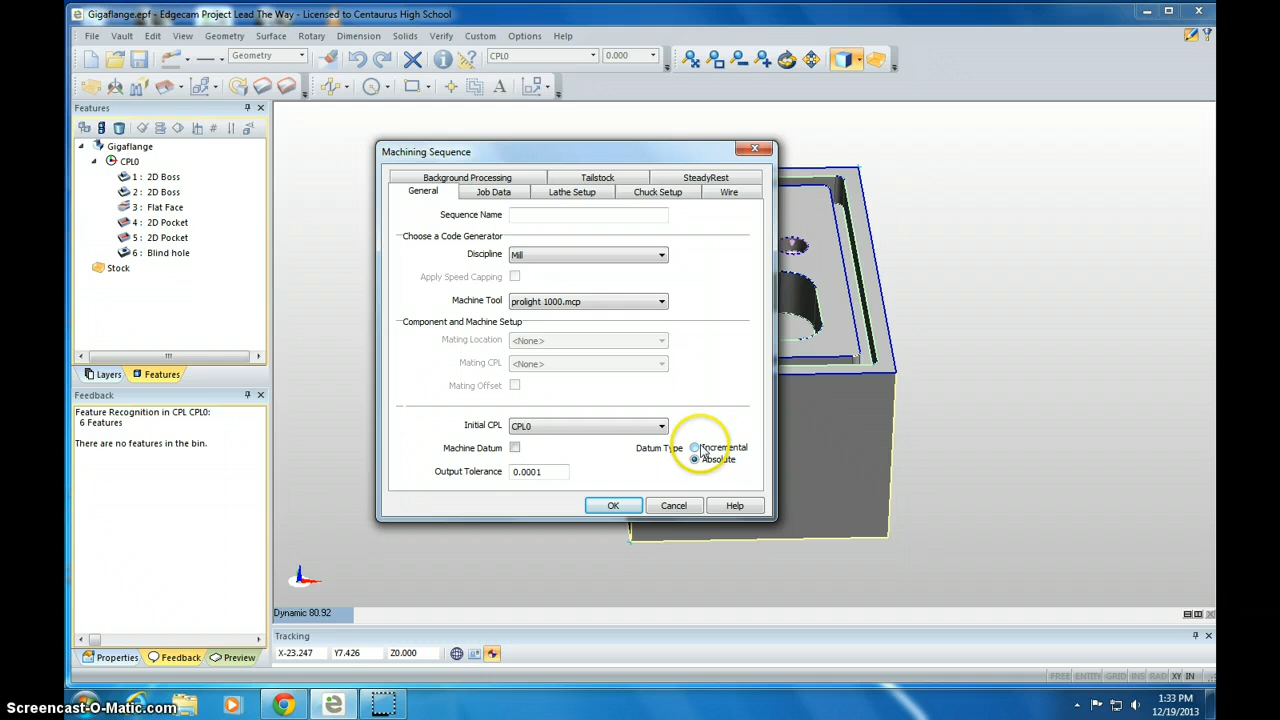 Gigaflange.epf - Edgecam Project Lead The Way - Licensed to Centaurus High School
File Vault Edit View Geometry Surface Rotary Dimension Solids Verify Custom Options Help
Geometry CPL0 0.000
Features
Gigaflange
CPL0
1 : 2D Boss
2 : 2D Boss
3 : Flat Face
4 : 2D Pocket
5 : 2D Pocket
6 : Blind hole
Stock
Layers Features
Feedback
Feature Recognition in CPL CPL0:
6 Features
There are no features in the bin.
Properties Feedback Preview
Machining Sequence
Background Processing Tailstock SteadyRest
General Job Data Lathe Setup Chuck Setup Wire
Sequence Name
Choose a Code Generator
Discipline Mill
Apply Speed Capping
Machine Tool prolight 1000.mcp
Component and Machine Setup
Mating Location <None>
Mating CPL <None>
Mating Offset
Initial CPL CPL0
Machine Datum Datum Type Incremental
Absolute
Output Tolerance 0.0001
OK Cancel Help
Dynamic 80.92
Tracking
X-23.247 Y7.426 Z0.000
FREE ENTITY GRID INS RAD XY IN
1:33 PM
12/19/2013
Screencast-O-Matic.com